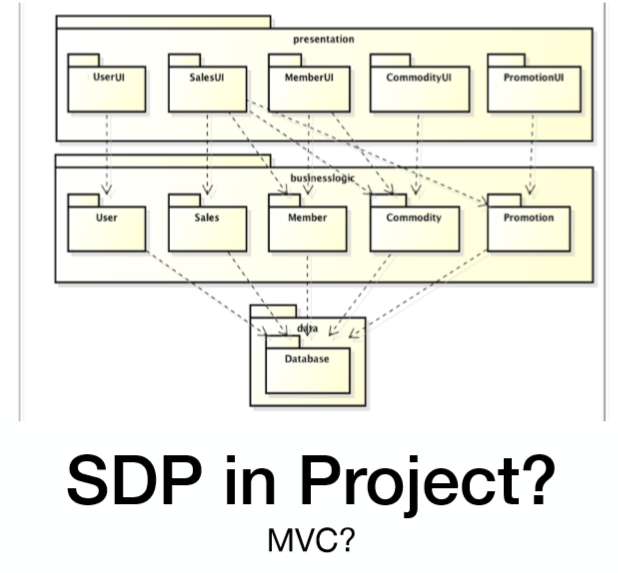 presentation
UserUI
SalesUI
MemberUI
CommodityUI
PromotionUI
businesslogic
User
Sales
Member
Commodity
Promotion
data
Database
SDP in Project?
MVC?